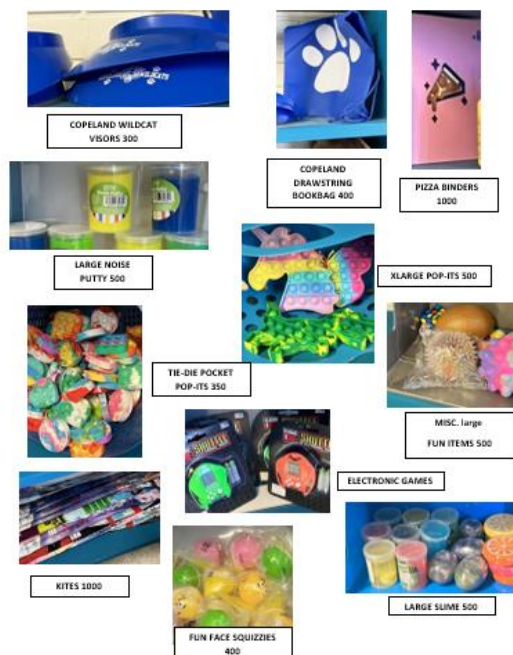 COPELAND WILDCAT
VISORS 300
COPELAND
DRAWSTRING
BOOKBAG 400
PIZZA BINDERS
1000
LARGE NOISE
PUTTY 500
XLARGE POP-ITS 500
TIE-DIE POCKET
POP-ITS 350
MISC. large
FUN ITEMS 500
ELECTRONIC GAMES
KITES 1000
LARGE SLIME 500
FUN FACE SQUIZZIES
400